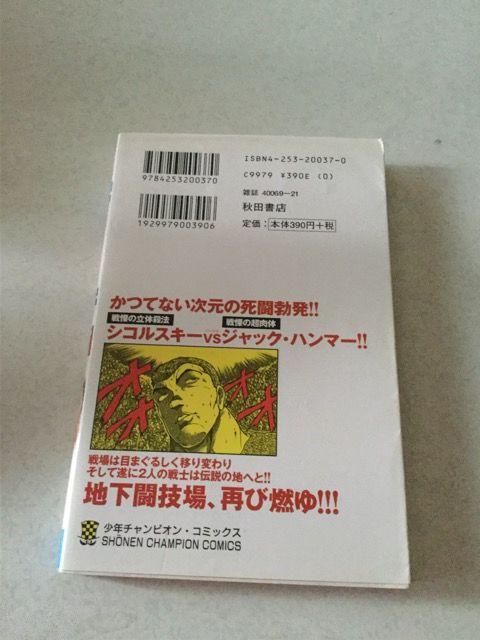 ISBN4-253-20037-0
C9979 ¥390E (0)
9784253200370
雑誌 40069-21
秋田書店
1929979003906
定価：本体390円+税
かつてない次元の死闘勃発!!
戦慄の立体殺法
戦慄の超肉体
シコルスキーVSジャック・ハンマー!!
オオ
オオ
戦場は目まぐるしく移り変わり
そして遂に2人の戦士は伝説の地へと!!
地下闘技場、再び燃ゆ!!!
少年チャンピオン・コミックス
SHŌNEN CHAMPION COMICS